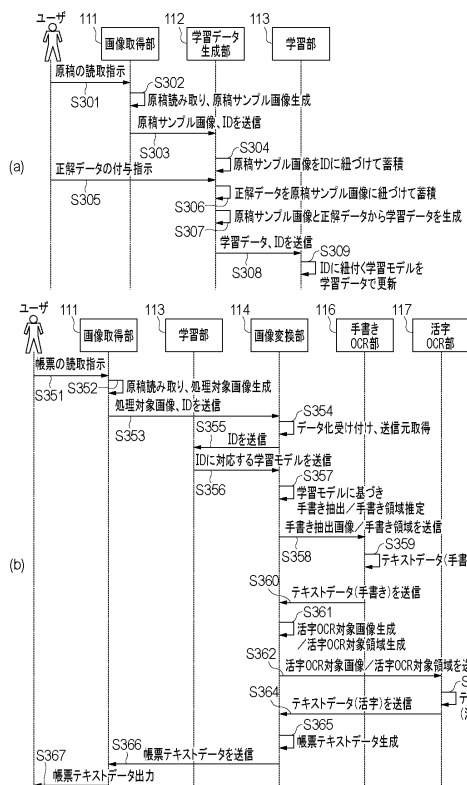 ユーザ
111
画像取得部
112
学習データ
生成部
113
学習部
原稿の読取指示
S301
S302
原稿読み取り、原稿サンプル画像生成
原稿サンプル画像、IDを送信
S303
S304
原稿サンプル画像をIDに紐づけて蓄積
(a)
正解データの付与指示
S305
正解データを原稿サンプル画像に紐づけて蓄積
S306
原稿サンプル画像と正解データから学習データを生成
S307
学習データ、IDを送信
S308
S309
IDに紐付く学習モデルを
学習データで更新
ユーザ
111
画像取得部
113
学習部
114
画像変換部
116
手書き
OCR部
117
活字
OCR部
帳票の読取指示
S351
S352
原稿読み取り、処理対象画像生成
処理対象画像、IDを送信
S353
S354
データ化受け付け、送信元取得
S355
IDを送信
IDに対応する学習モデルを送信
S356
S357
学習モデルに基づき
手書き抽出/手書き領域推定
手書き抽出画像/手書き領域を送信
S358
S359
テキストデータ(手書
(b)
S360
テキストデータ(手書き)を送信
S361
活字OCR対象画像生成
/活字OCR対象領域生成
S362
活字OCR対象画像/活字OCR対象領域を送
S364
テキストデータ(活字)を送信
S
テ
(活
S365
帳票テキストデータ生成
S366
帳票テキストデータを送信
S367
帳票テキストデータ出力